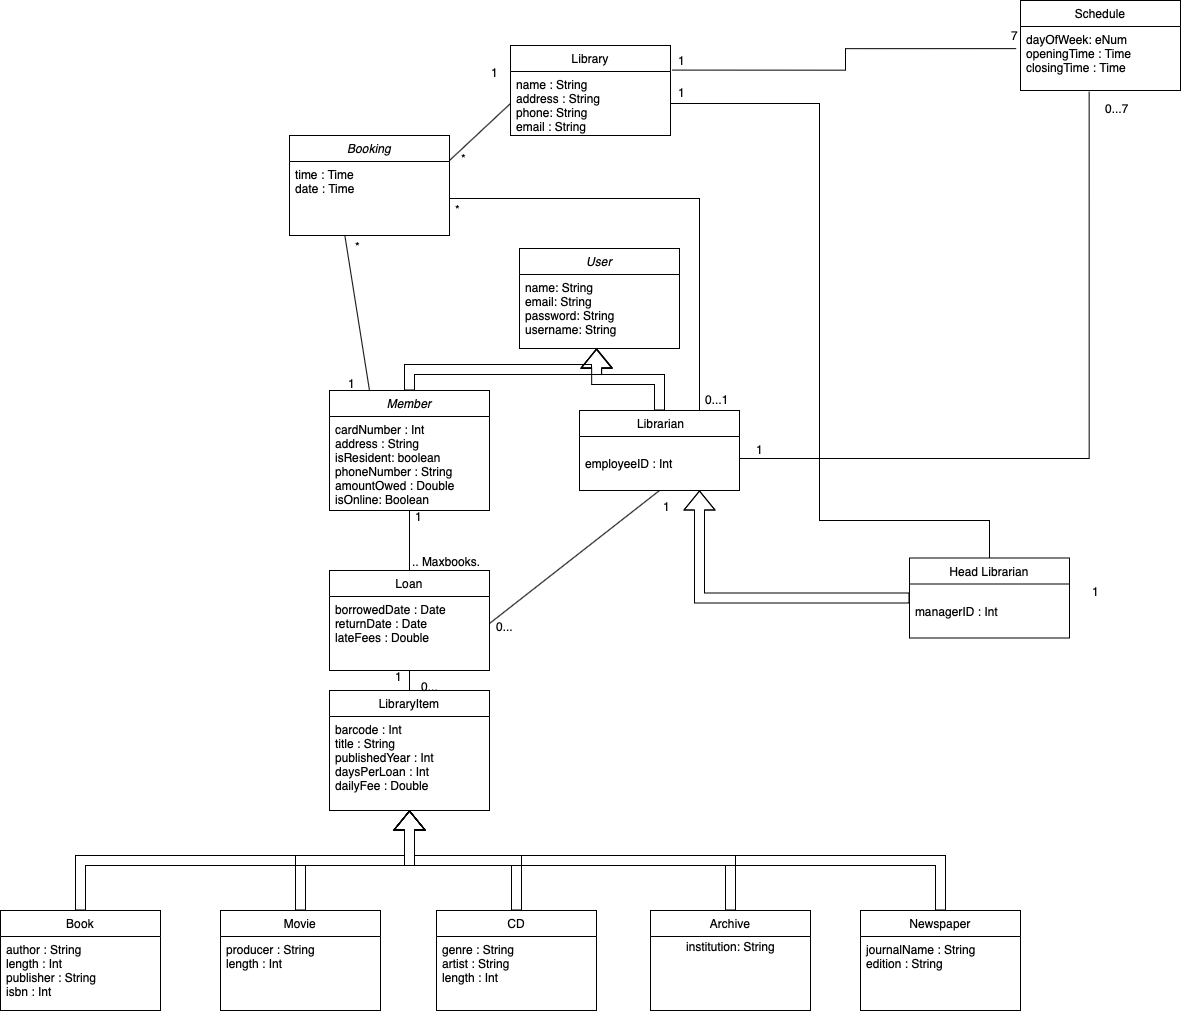 Schedule
dayOfWeek: eNum
openingTime : Time
closingTime : Time
7
0...7
Library
name : String
address : String
phone: String
email : String
1
1
1
*
Booking
time : Time
date : Time
*
*
User
name: String
email: String
password: String
username: String
1
0...1
Member
cardNumber : Int
address : String
isResident: boolean
phoneNumber : String
amountOwed : Double
isOnline: Boolean
Librarian
employeeID : Int
1
1
1
.. Maxbooks.
Loan
borrowedDate : Date
returnDate : Date
lateFees : Double
0...
Head Librarian
managerID : Int
1
1
0...
LibraryItem
barcode : Int
title : String
publishedYear : Int
daysPerLoan : Int
dailyFee : Double
Book
author : String
length : Int
publisher : String
isbn : Int
Movie
producer : String
length : Int
CD
genre : String
artist : String
length : Int
Archive
institution: String
Newspaper
journalName : String
edition : String